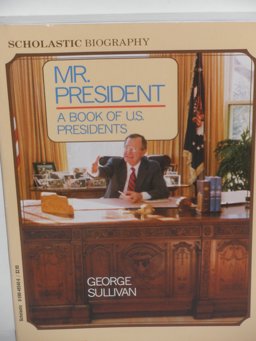 SCHOLASTIC BIOGRAPHY
MR.
PRESIDENT
A BOOK OF U.S.
PRESIDENTS
GEORGE
SULLIVAN